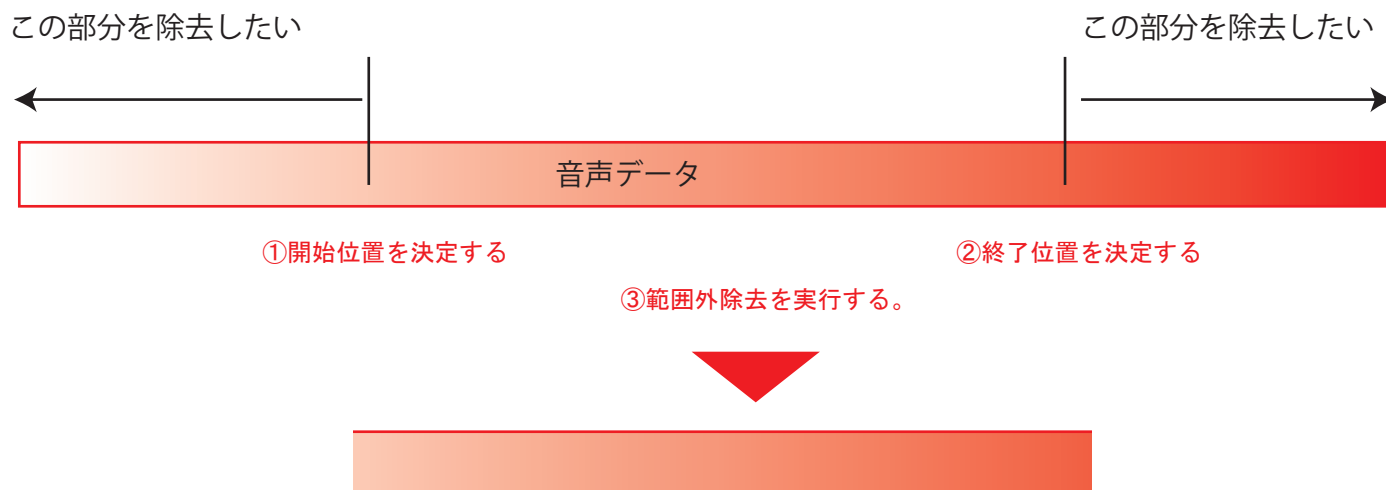 この部分を除去したい
この部分を除去したい
音声データ
①開始位置を決定する
②終了位置を決定する
③範囲外除去を実行する。